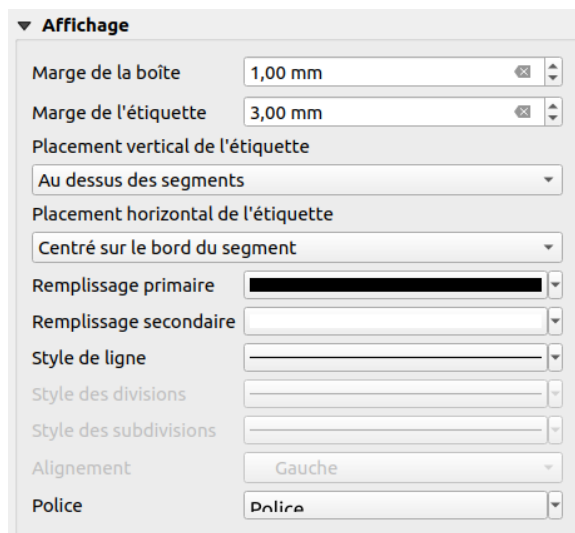 Affichage
Marge de la boîte 1,00 mm
Marge de l'étiquette 3,00 mm
Placement vertical de l'étiquette
Au dessus des segments
Placement horizontal de l'étiquette
Centré sur le bord du segment
Remplissage primaire
Remplissage secondaire
Style de ligne
Style des divisions
Style des subdivisions
Alignement Gauche
Police Police